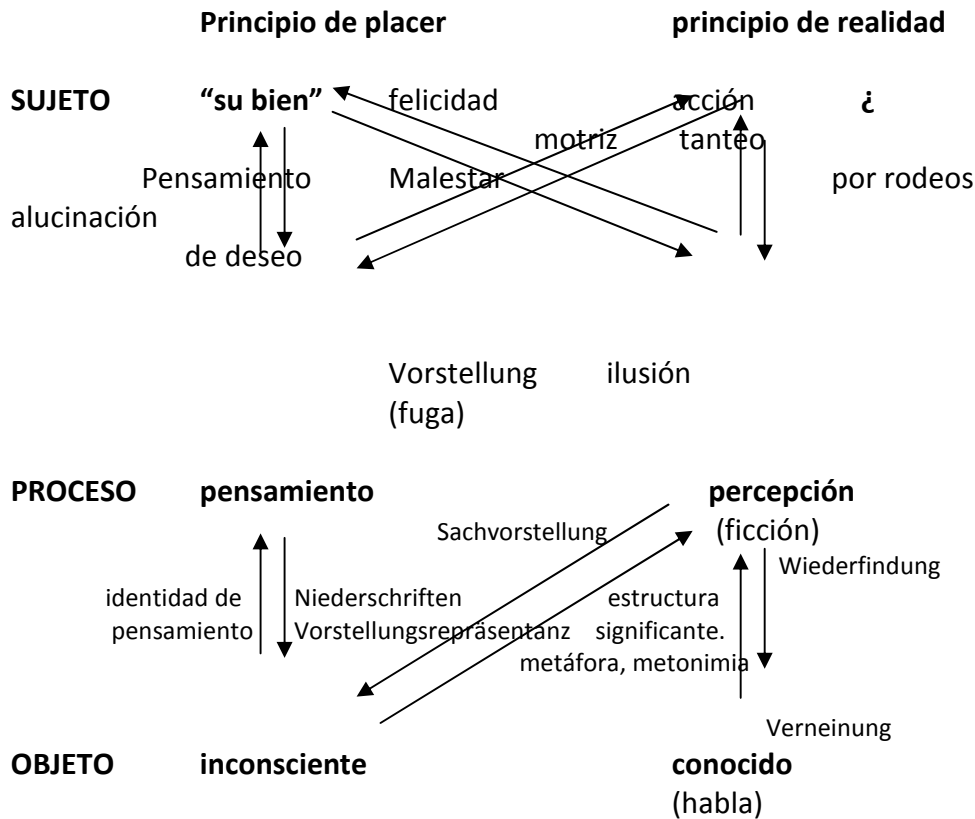 Principio de placer principio de realidad
SUJETO “su bien” felicidad acción ¿
motriz tanteo
Pensamiento Malestar por rodeos
alucinación
de deseo
Vorstellung ilusión
(fuga)
PROCESO pensamiento percepción
Sachvorstellung (ficción)
Wiederfindung
identidad de Niederschriften estructura
pensamiento Vorstellungsrepräsentanz significante.
metáfora, metonimia
Verneinung
OBJETO inconsciente conocido
(habla)